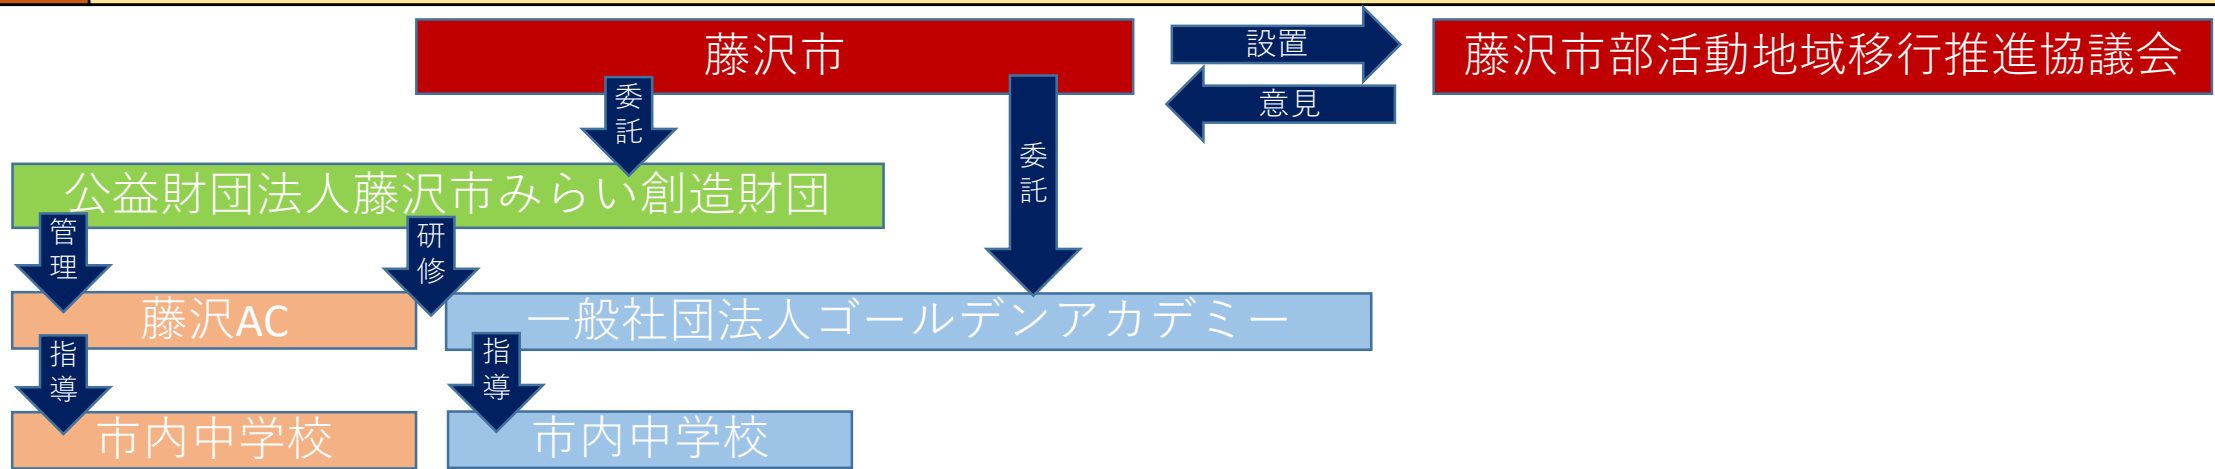 藤沢市
設置
藤沢市部活動地域移行推進協議会
意見
委託
委託
公益財団法人藤沢市みらい創造財団
管理
研修
藤沢AC
一般社団法人ゴールデンアカデミー
指導
指導
市内中学校
市内中学校